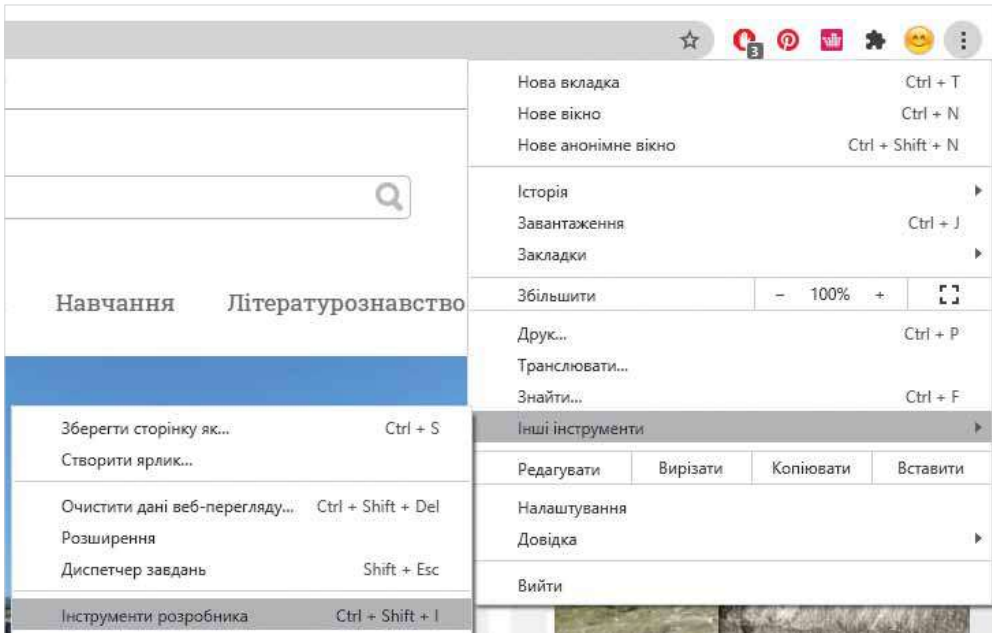 3
Нова вкладка Ctrl + T
Нове вікно Ctrl + N
Нове анонімне вікно Ctrl + Shift + N
Історія
Завантаження Ctrl + J
Закладки
Навчання Літературознавство
Збільшити - 100% +
Друк... Ctrl + P
Транслювати...
Знайти... Ctrl + F
Інші інструменти
Редагувати Вирізати Копіювати Вставити
Налаштування
Довідка
Вийти
Зберегти сторінку як... Ctrl + S
Створити ярлик...
Очистити дані веб-перегляду... Ctrl + Shift + Del
Розширення
Диспетчер завдань Shift + Esc
Інструменти розробника Ctrl + Shift + I